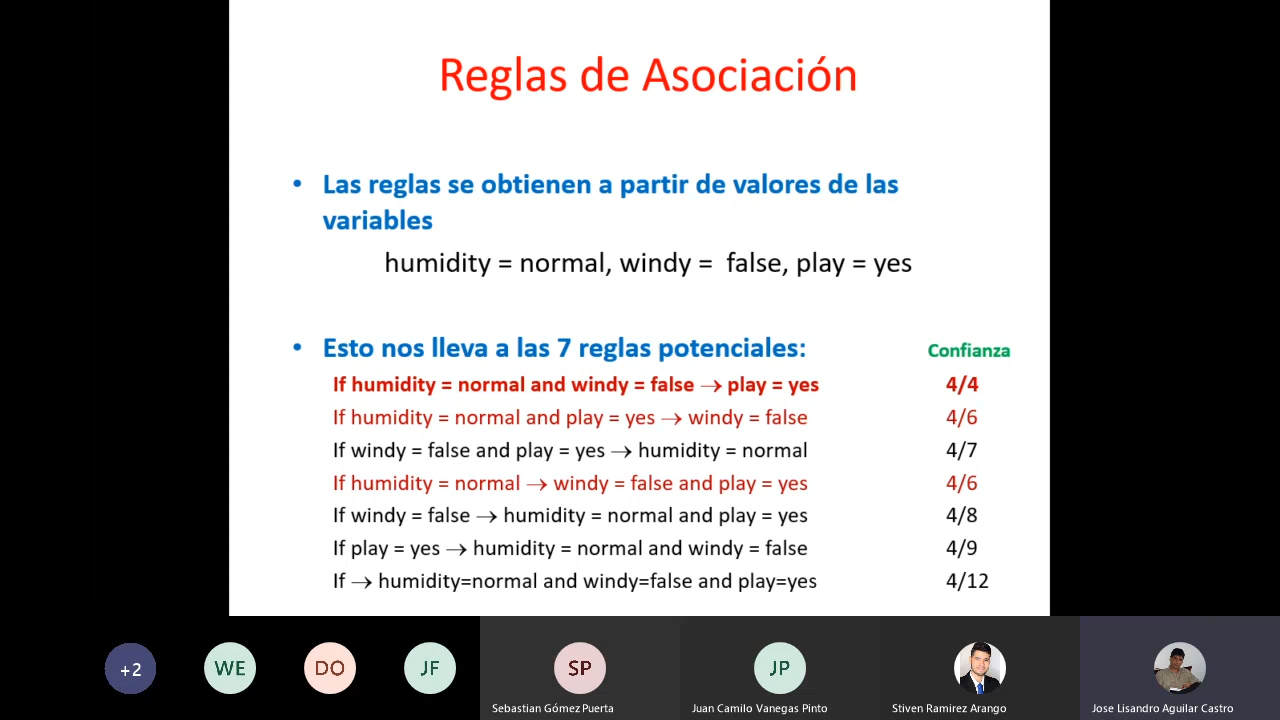 Reglas de Asociación
• Las reglas se obtienen a partir de valores de las
variables
humidity = normal, windy = false, play = yes
• Esto nos lleva a las 7 reglas potenciales: Confianza
If humidity = normal and windy = false → play = yes 4/4
If humidity = normal and play = yes → windy = false 4/6
If windy = false and play = yes → humidity = normal 4/7
If humidity = normal → windy = false and play = yes 4/6
If windy = false → humidity = normal and play = yes 4/8
If play = yes → humidity = normal and windy = false 4/9
If → humidity=normal and windy=false and play=yes 4/12
+2 WE DO JF SP JP
Sebastian Gómez Puerta Juan Camilo Vanegas Pinto Stiven Ramirez Arango Jose Lisandro Aguilar Castro